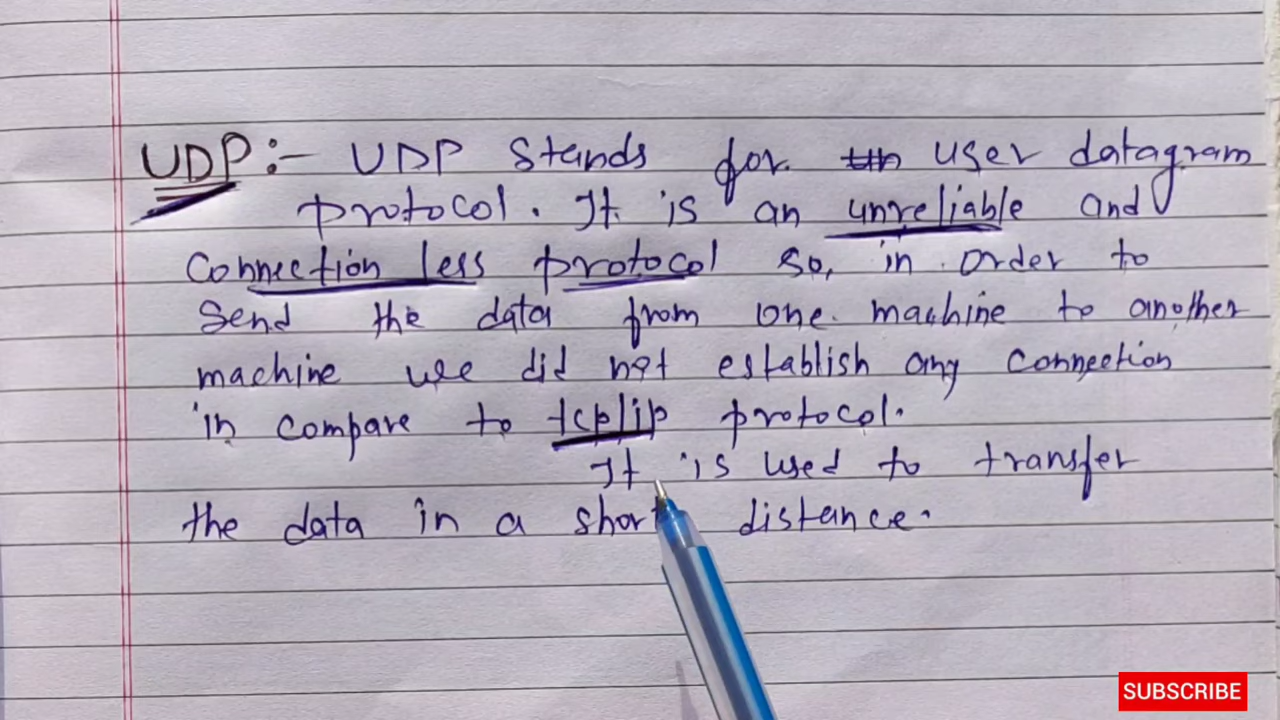 UDP:- UDP stands for user datagram
protocol. It is an unreliable and
Connection less protocol so, in order to
Send the data from one machine to another
machine we did not establish any connection
in compare to tcp/ip protocol.
It is used to transfer
the data in a short distance.
SUBSCRIBE